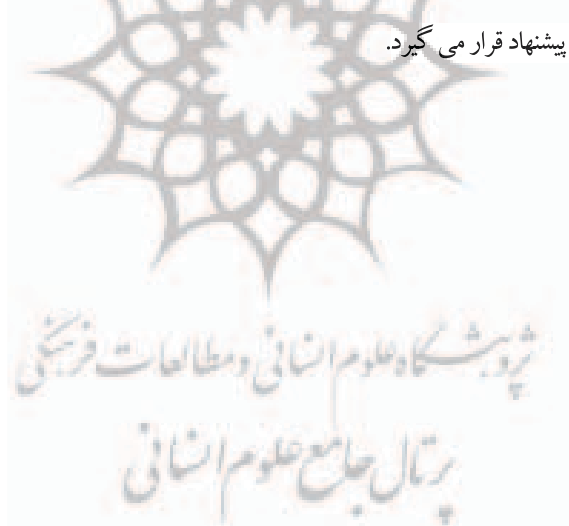 پیشنهاد قرار می گیرد.
پژوهشگاه علوم انسانی و مطالعات فرهنگی
پرتال جامع علوم انسانی